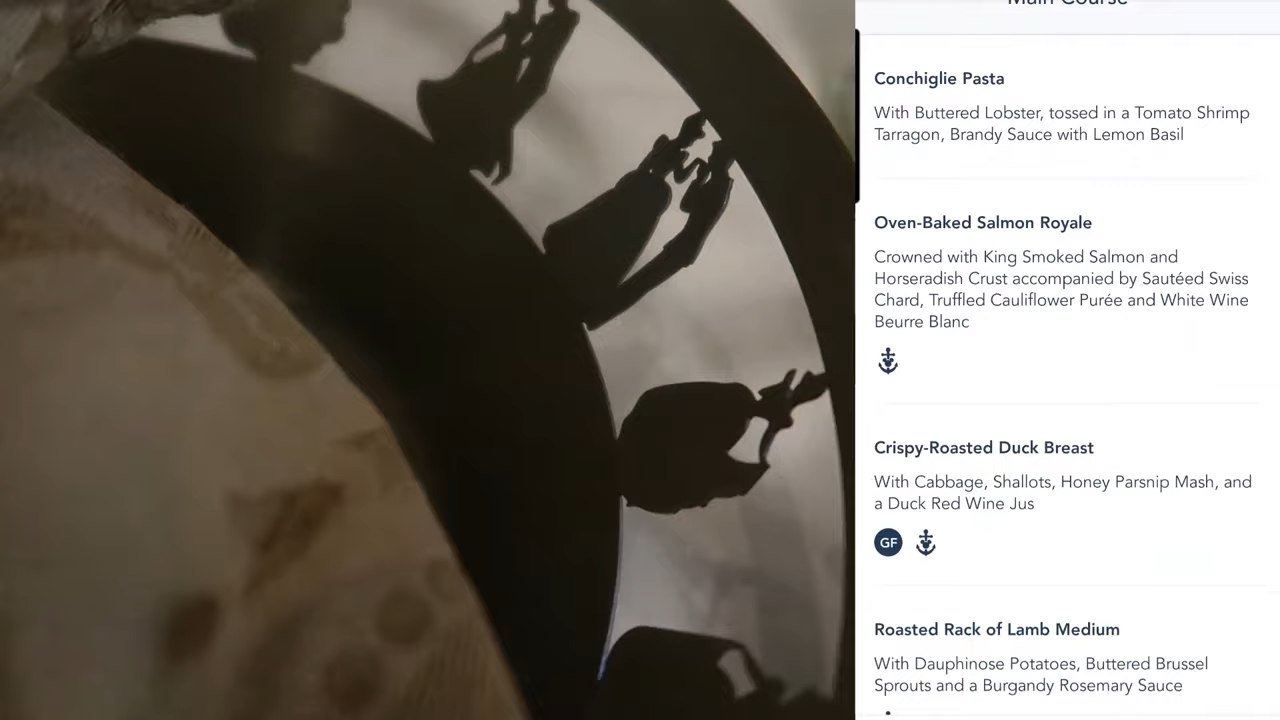 Main Course
Conchiglie Pasta
With Buttered Lobster, tossed in a Tomato Shrimp
Tarragon, Brandy Sauce with Lemon Basil
Oven-Baked Salmon Royale
Crowned with King Smoked Salmon and
Horseradish Crust accompanied by Sautéed Swiss
Chard, Truffled Cauliflower Purée and White Wine
Beurre Blanc
Crispy-Roasted Duck Breast
With Cabbage, Shallots, Honey Parsnip Mash, and
a Duck Red Wine Jus
GF
Roasted Rack of Lamb Medium
With Dauphinose Potatoes, Buttered Brussel
Sprouts and a Burgandy Rosemary Sauce